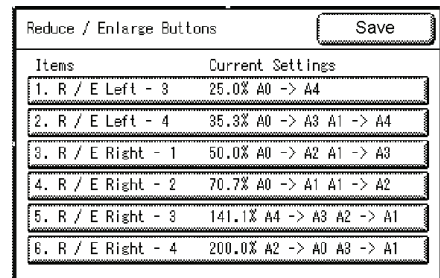 Reduce / Enlarge Buttons Save
Items Current Settings
1. R / E Left - 3 25.0% A0 -> A4
2. R / E Left - 4 35.3% A0 -> A3 A1 -> A4
3. R / E Right - 1 50.0% A0 -> A2 A1 -> A3
4. R / E Right - 2 70.7% A0 -> A1 A1 -> A2
5. R / E Right - 3 141.1% A4 -> A3 A2 -> A1
6. R / E Right - 4 200.0% A2 -> A0 A3 -> A1